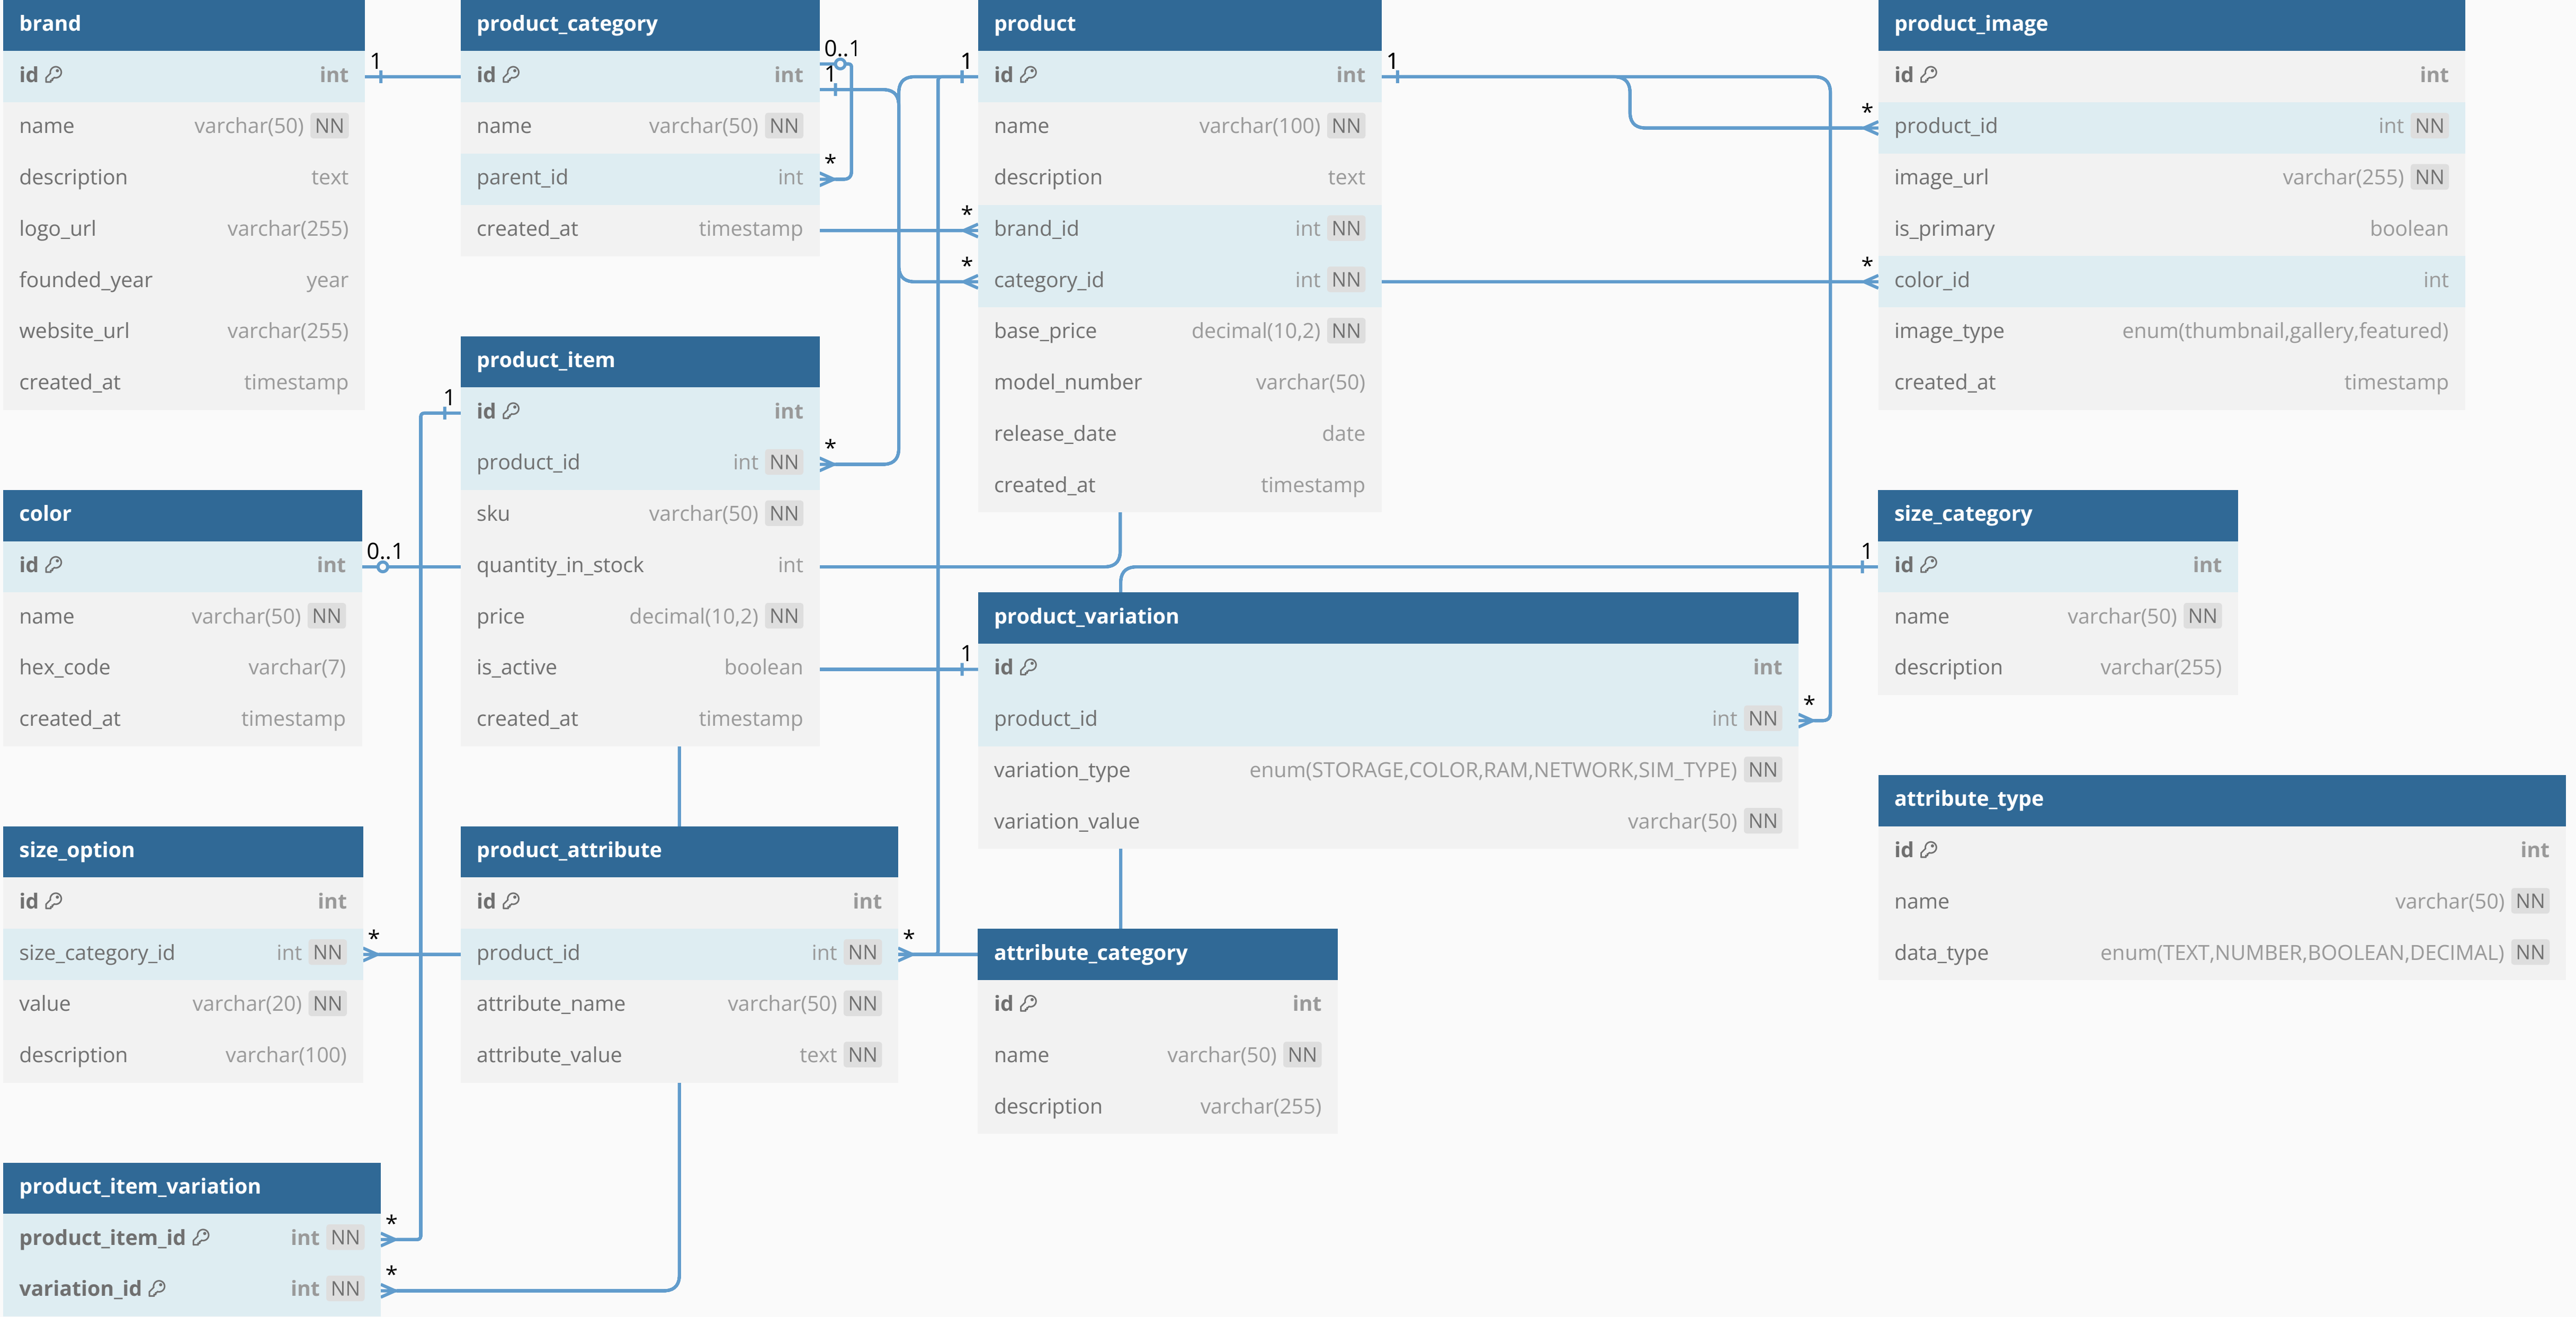 brand
id int
name varchar(50) NN
description text
logo_url varchar(255)
founded_year year
website_url varchar(255)
created_at timestamp
1
product_category
id int
name varchar(50) NN
parent_id int
created_at timestamp
0..1
1
*
product
id int
name varchar(100) NN
description text
brand_id int NN
category_id int NN
base_price decimal(10,2) NN
model_number varchar(50)
release_date date
created_at timestamp
1
*
*
1
product_image
id int
product_id int NN
image_url varchar(255) NN
is_primary boolean
color_id int
image_type enum(thumbnail,gallery,featured)
created_at timestamp
*
*
product_item
id int
product_id int NN
sku varchar(50) NN
quantity_in_stock int
price decimal(10,2) NN
is_active boolean
created_at timestamp
1
*
color
id int
name varchar(50) NN
hex_code varchar(7)
created_at timestamp
0..1
size_category
id int
name varchar(50) NN
description varchar(255)
1
product_variation
id int
product_id int NN
variation_type enum(STORAGE,COLOR,RAM,NETWORK,SIM_TYPE) NN
variation_value varchar(50) NN
1
*
attribute_type
id int
name varchar(50) NN
data_type enum(TEXT,NUMBER,BOOLEAN,DECIMAL) NN
size_option
id int
size_category_id int NN
value varchar(20) NN
description varchar(100)
*
product_attribute
id int
product_id int NN
attribute_name varchar(50) NN
attribute_value text NN
*
attribute_category
id int
name varchar(50) NN
description varchar(255)
product_item_variation
product_item_id int NN
variation_id int NN
*
*